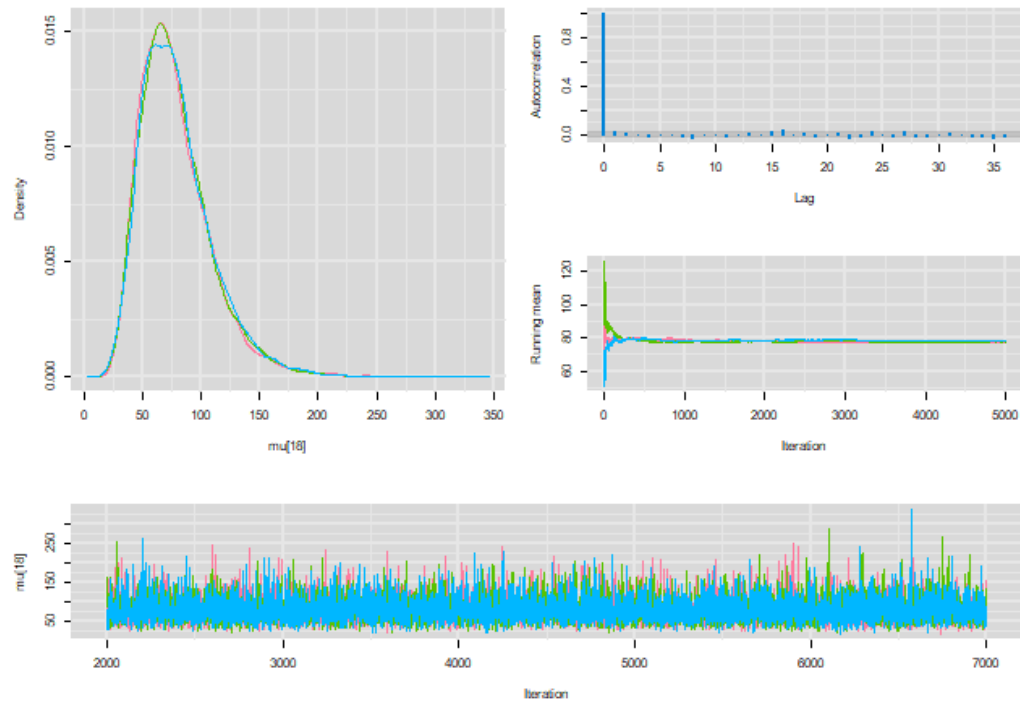 0.015
0.010
0.005
0.000
Density
0 50 100 150 200 250 300 350
mu[18]
0.8
0.4
0.0
Autocorrelation
0 5 10 15 20 25 30 35
Lag
120
100
80
60
Running mean
0 1000 2000 3000 4000 5000
Iteration
250
150
50
mu[18]
2000 3000 4000 5000 6000 7000
Iteration